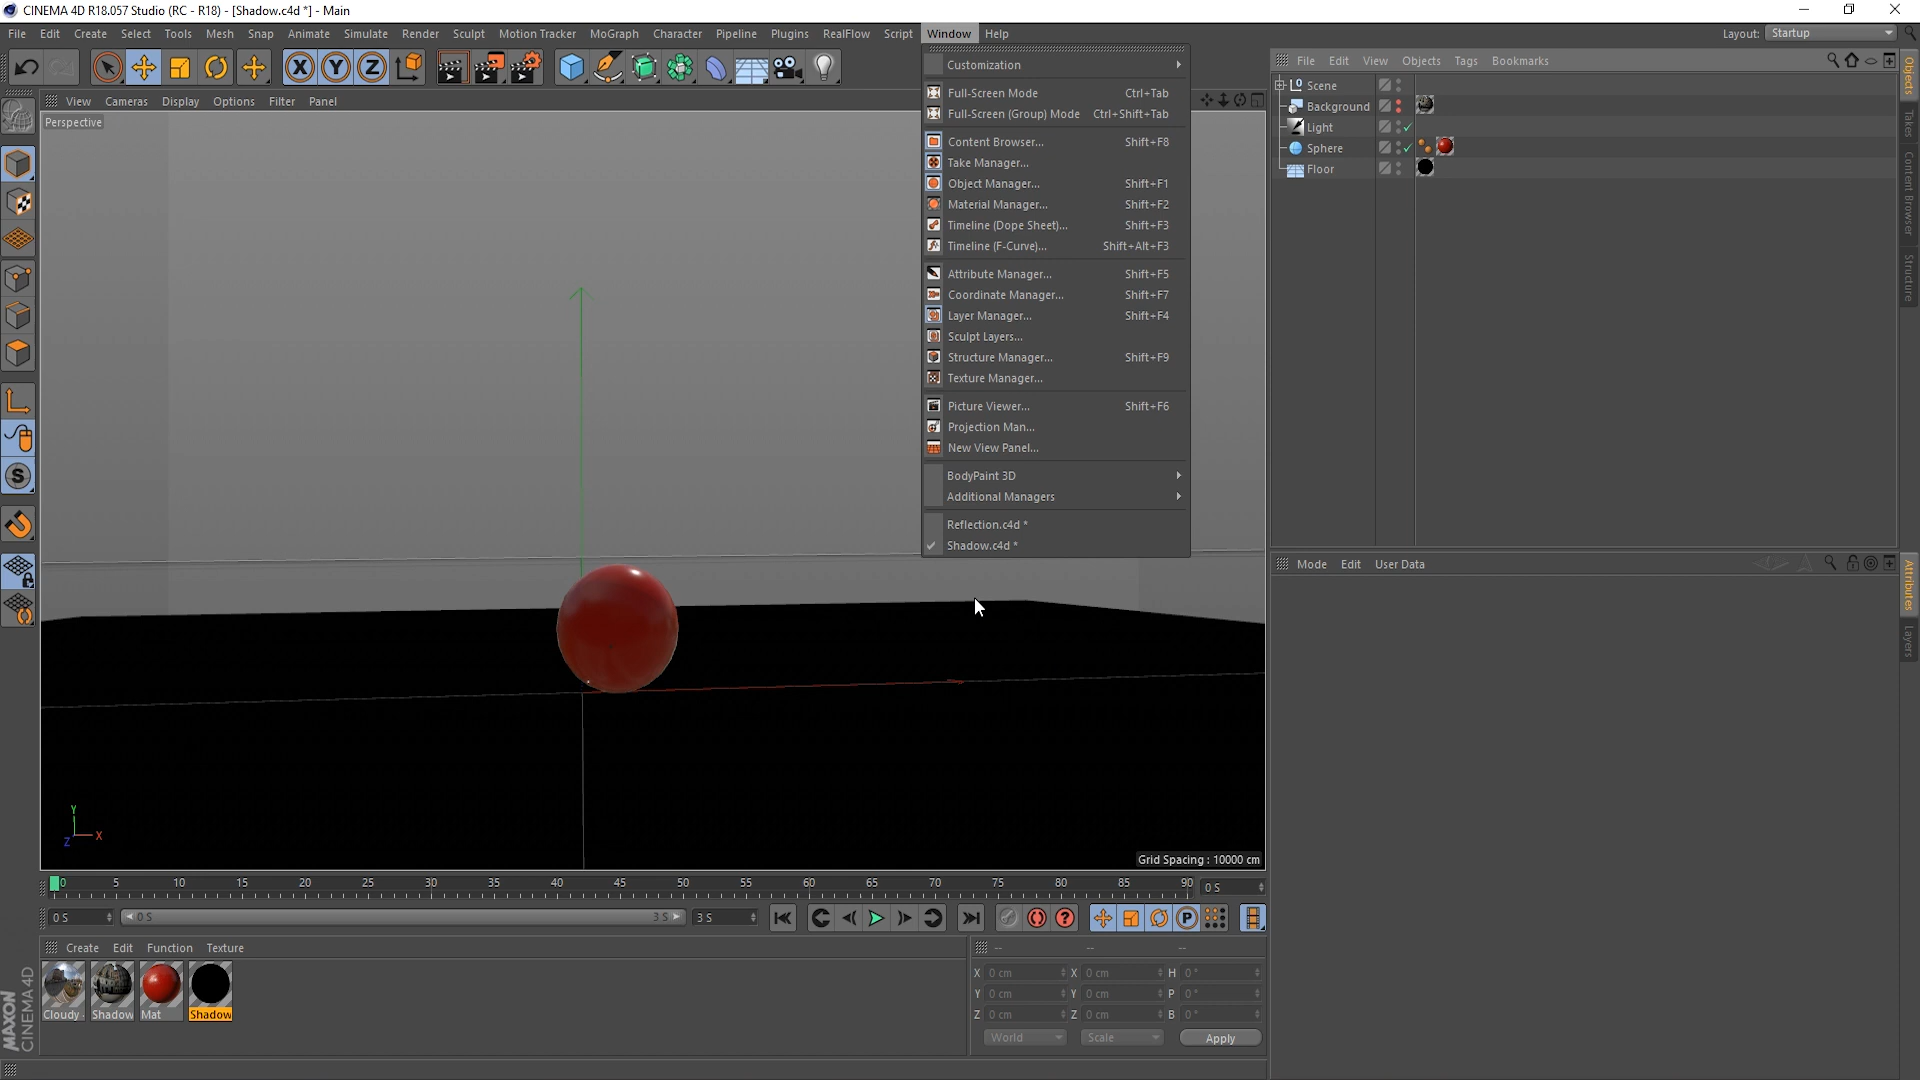 CINEMA 4D R18.057 Studio (RC - R18) - [Shadow.c4d *] - Main
File Edit Create Select Tools Mesh Snap Animate Simulate Render Sculpt Motion Tracker MoGraph Character Pipeline Plugins RealFlow Script Window Help
Layout: Startup
View Cameras Display Options Filter Panel
Perspective
Customization
Full-Screen Mode Ctrl+Tab
Full-Screen (Group) Mode Ctrl+Shift+Tab
Content Browser... Shift+F8
Take Manager...
Object Manager... Shift+F1
Material Manager... Shift+F2
Timeline (Dope Sheet)... Shift+F3
Timeline (F-Curve)... Shift+Alt+F3
Attribute Manager... Shift+F5
Coordinate Manager... Shift+F7
Layer Manager... Shift+F4
Sculpt Layers...
Structure Manager... Shift+F9
Texture Manager...
Picture Viewer... Shift+F6
Projection Man...
New View Panel...
BodyPaint 3D
Additional Managers
Reflection.c4d *
Shadow.c4d *
File Edit View Objects Tags Bookmarks
Scene
Background
Light
Sphere
Floor
Objects
Takes
Content Browser
Structure
Mode Edit User Data
Attributes
Layers
X Y Z
S
Y
Z X
Grid Spacing : 10000 cm
0 5 10 15 20 25 30 35 40 45 50 55 60 65 70 75 80 85 90 0 S
0 S 0 S 3 S 3 S
P
Create Edit Function Texture
Cloudy Shadow Mat Shadow
-- -- --
X 0 cm X 0 cm H 0 °
Y 0 cm Y 0 cm P 0 °
Z 0 cm Z 0 cm B 0 °
World Scale Apply
MAXON
CINEMA 4D